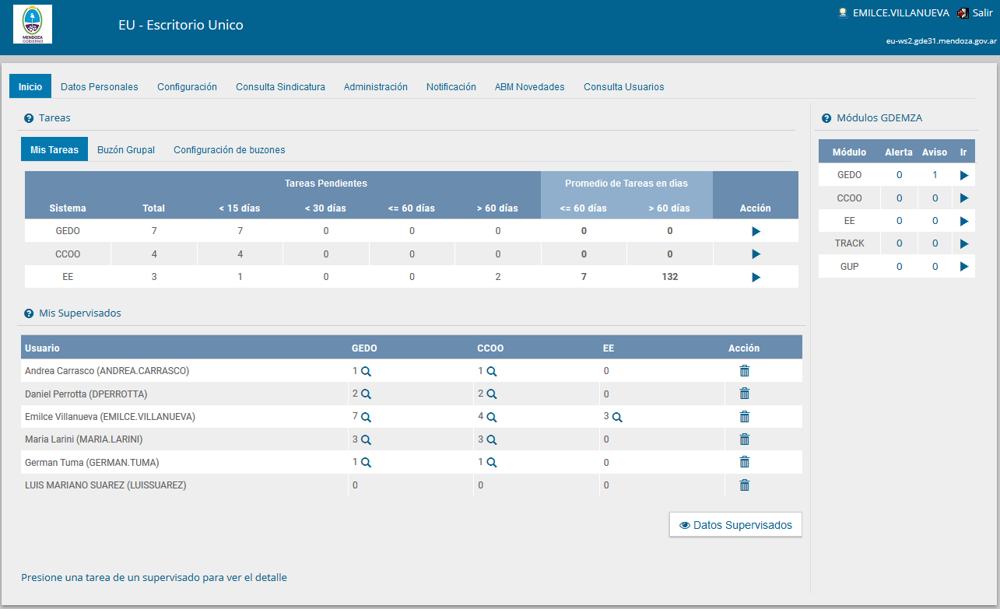 MENDOZA
GOBIERNO
EU - Escritorio Unico
EMILCE.VILLANUEVA Salir
eu-ws2.gde31.mendoza.gov.ar
Inicio Datos Personales Configuración Consulta Sindicatura Administración Notificación ABM Novedades Consulta Usuarios
Tareas
Mis Tareas Buzón Grupal Configuración de buzones
Tareas Pendientes Promedio de Tareas en días
Sistema Total < 15 días < 30 días <= 60 días > 60 días <= 60 días > 60 días Acción
GEDO 7 7 0 0 0 0 0
CCOO 4 4 0 0 0 0 0
EE 3 1 0 0 2 7 132
Mis Supervisados
Usuario GEDO CCOO EE Acción
Andrea Carrasco (ANDREA.CARRASCO) 1 1 0
Daniel Perrotta (DPERROTTA) 2 2 0
Emilce Villanueva (EMILCE.VILLANUEVA) 7 4 3
Maria Larini (MARIA.LARINI) 3 3 0
German Tuma (GERMAN.TUMA) 1 1 0
LUIS MARIANO SUAREZ (LUISSUAREZ) 0 0 0
Datos Supervisados
Presione una tarea de un supervisado para ver el detalle
Módulos GDEMZA
Módulo Alerta Aviso Ir
GEDO 0 1
CCOO 0 0
EE 0 0
TRACK 0 0
GUP 0 0